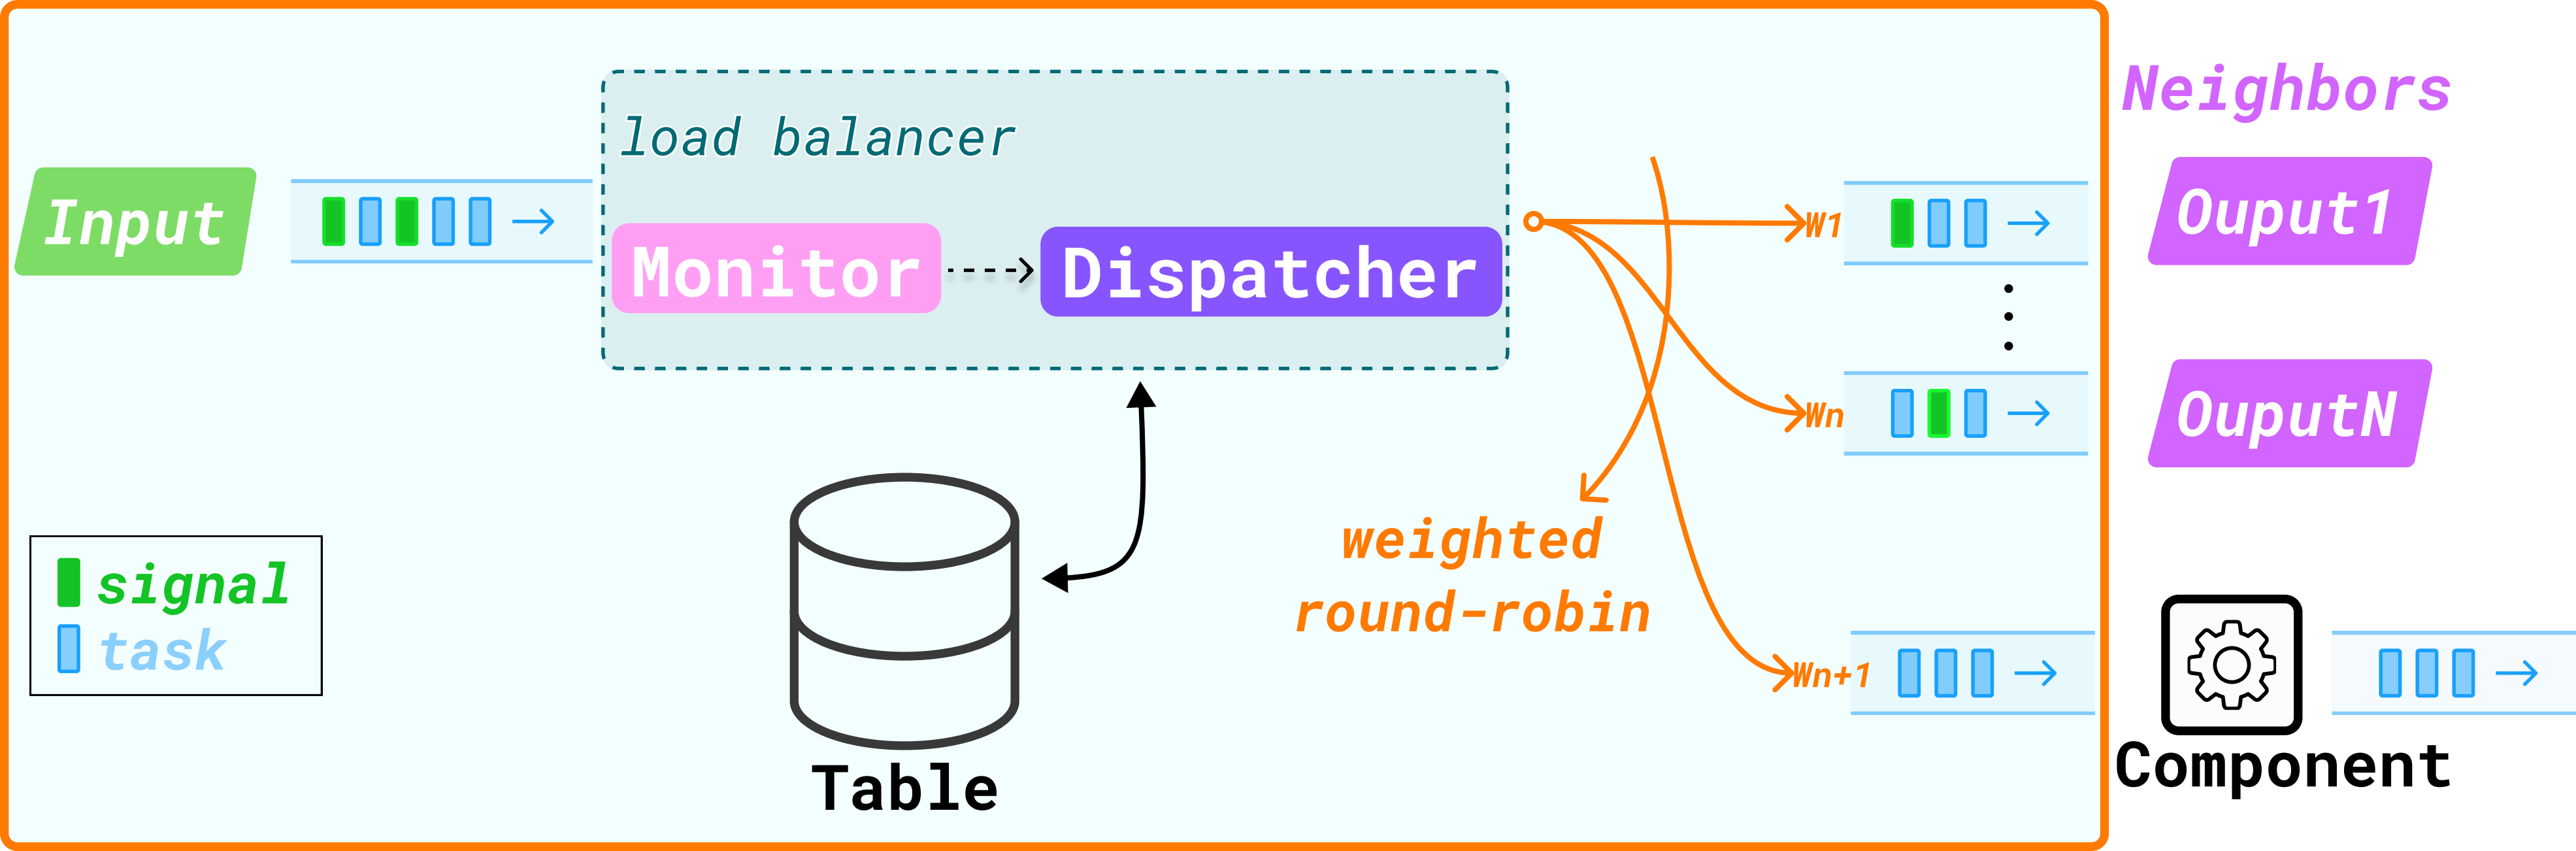 Neighbors
load balancer
Input
Monitor
Dispatcher
W1
Ouput1
Wn
OuputN
weighted
round-robin
signal
task
Wn+1
Component
Table